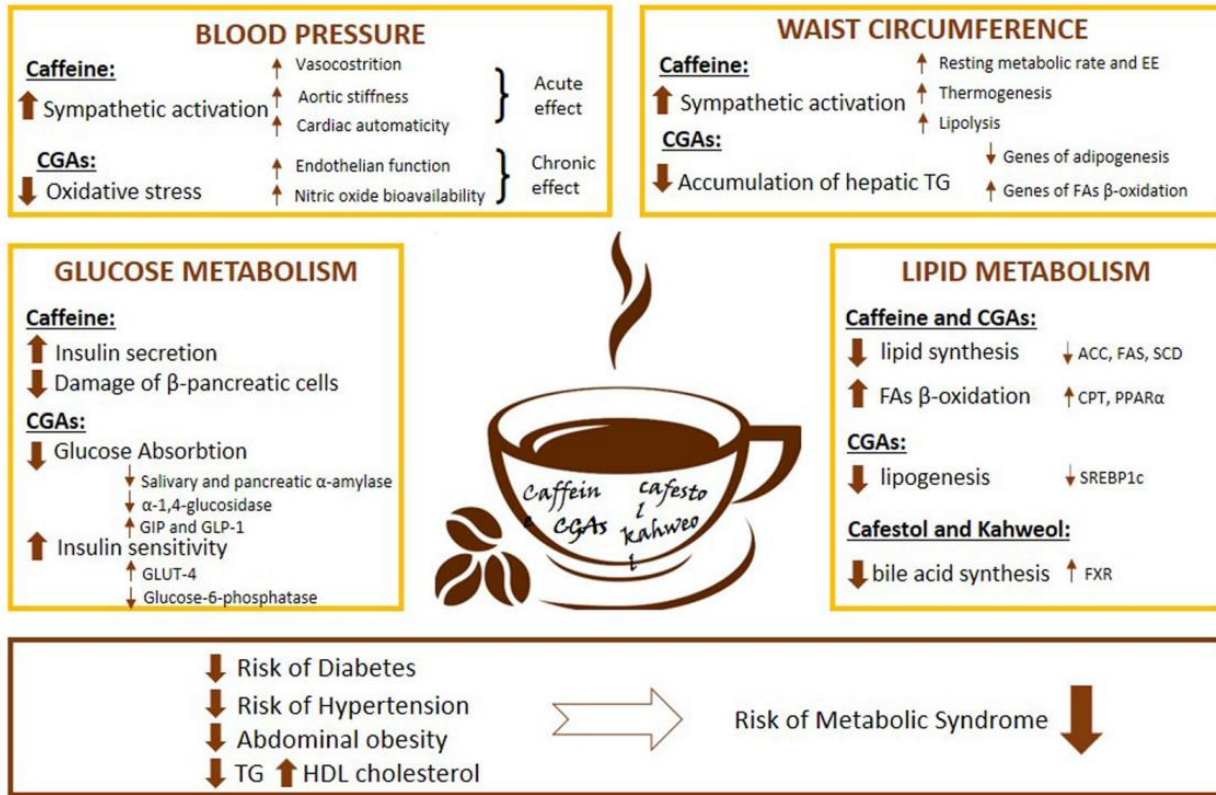 BLOOD PRESSURE
Caffeine:
↑ Sympathetic activation
↑ Vasocostrition
↑ Aortic stiffness
↑ Cardiac automaticity
} Acute
effect
CGAs:
↓ Oxidative stress
↑ Endothelian function
↑ Nitric oxide bioavailability
} Chronic
effect
WAIST CIRCUMFERENCE
Caffeine:
↑ Sympathetic activation
↑ Resting metabolic rate and EE
↑ Thermogenesis
↑ Lipolysis
CGAs:
↓ Accumulation of hepatic TG
↓ Genes of adipogenesis
↑ Genes of FAs β-oxidation
GLUCOSE METABOLISM
Caffeine:
↑ Insulin secretion
↓ Damage of β-pancreatic cells
CGAs:
↓ Glucose Absorbtion
↓ Salivary and pancreatic α-amylase
↓ α-1,4-glucosidase
↑ GIP and GLP-1
↑ Insulin sensitivity
↑ GLUT-4
↓ Glucose-6-phosphatase
Caffein
e
CGAs
cafesto
l
kahweo
l
LIPID METABOLISM
Caffeine and CGAs:
↓ lipid synthesis ↓ ACC, FAS, SCD
↑ FAs β-oxidation ↑ CPT, PPARα
CGAs:
↓ lipogenesis ↓ SREBP1c
Cafestol and Kahweol:
↓ bile acid synthesis ↑ FXR
↓ Risk of Diabetes
↓ Risk of Hypertension
↓ Abdominal obesity
↓ TG ↑ HDL cholesterol
Risk of Metabolic Syndrome ↓